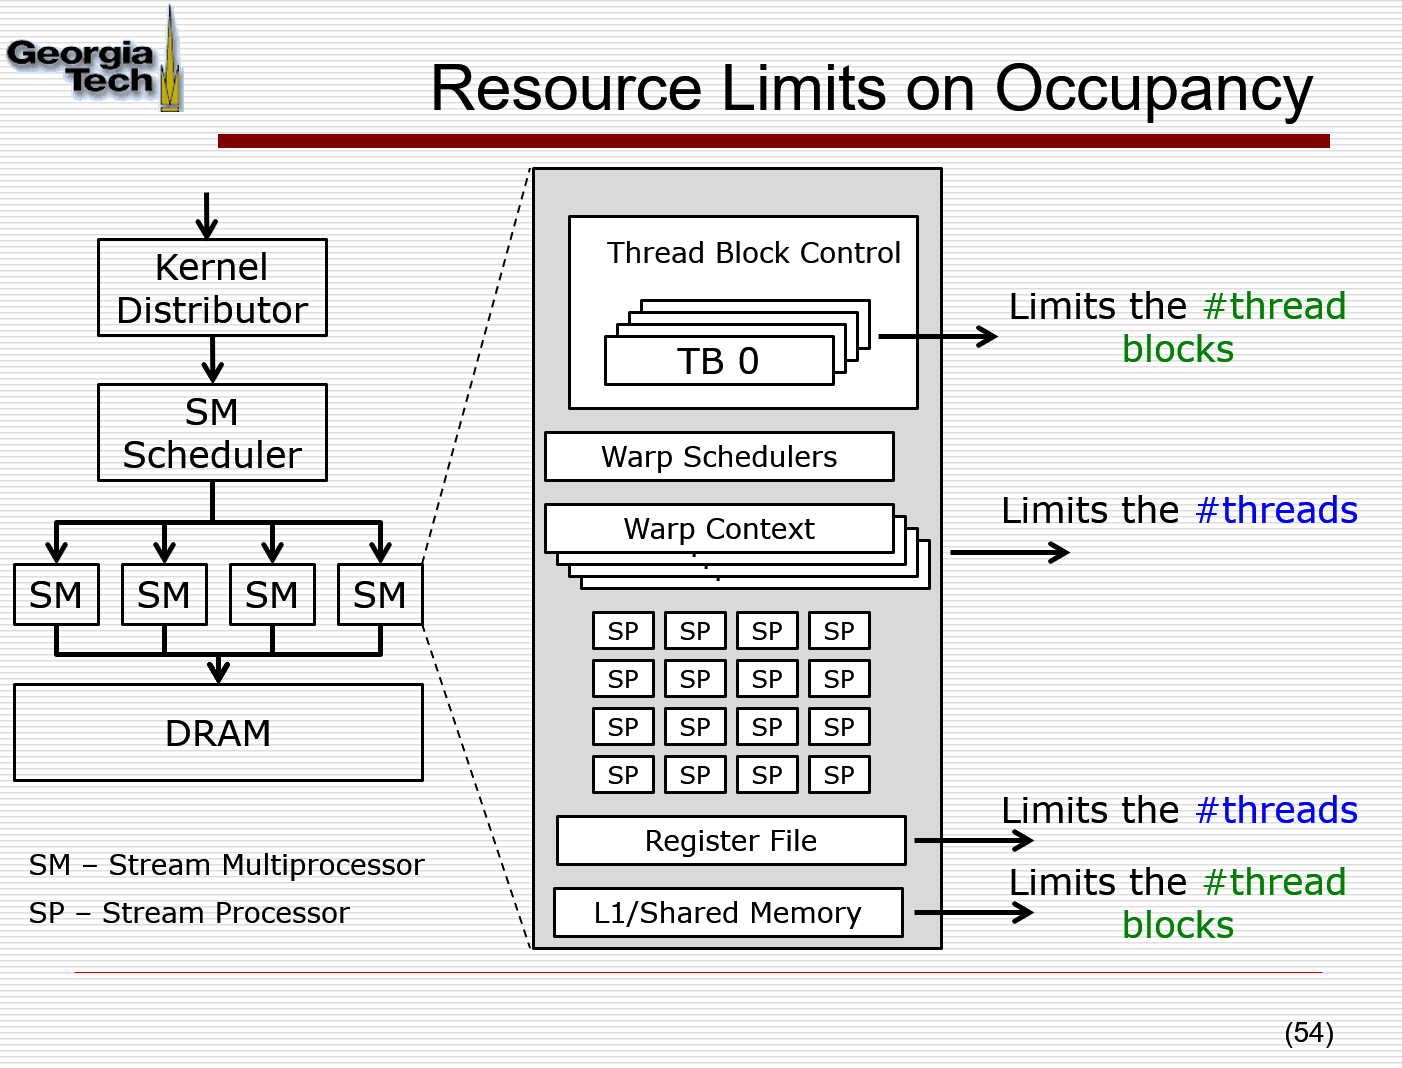 Georgia
Tech
Resource Limits on Occupancy
Kernel
Distributor
SM
Scheduler
SM SM SM SM
DRAM
SM – Stream Multiprocessor
SP – Stream Processor
Thread Block Control
TB 0
Warp Schedulers
Warp Context
SP SP SP SP
SP SP SP SP
SP SP SP SP
SP SP SP SP
Register File
L1/Shared Memory
Limits the #thread
blocks
Limits the #threads
Limits the #threads
Limits the #thread
blocks
(54)